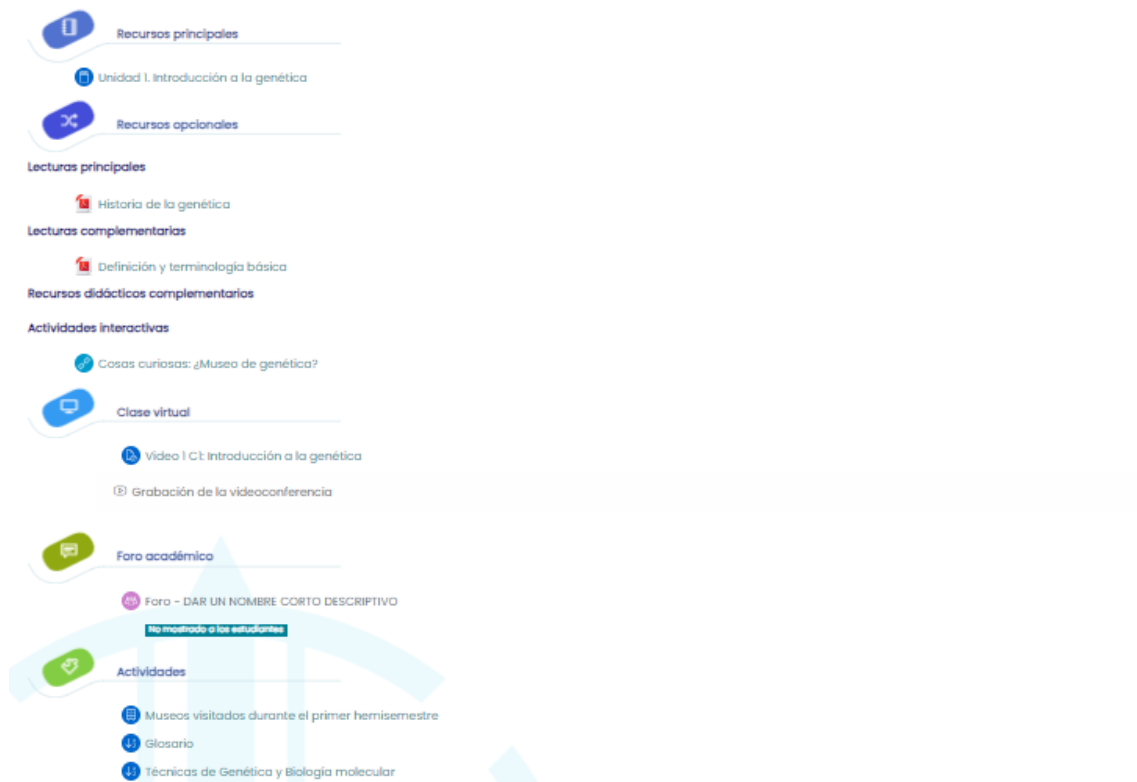 Recursos principales
Unidad 1. Introducción a la genética
Recursos opcionales
Lecturas principales
Historia de la genética
Lecturas complementarias
Definición y terminología básica
Recursos didácticos complementarios
Actividades interactivas
Cosas curiosas: ¿Museo de genética?
Clase virtual
Video 1 C1: Introducción a la genética
Grabación de la videoconferencia
Foro académico
Foro - DAR UN NOMBRE CORTO DESCRIPTIVO
No mostrado a los estudiantes
Actividades
Museos visitados durante el primer hemisemestre
Glosario
Técnicas de Genética y Biología molecular